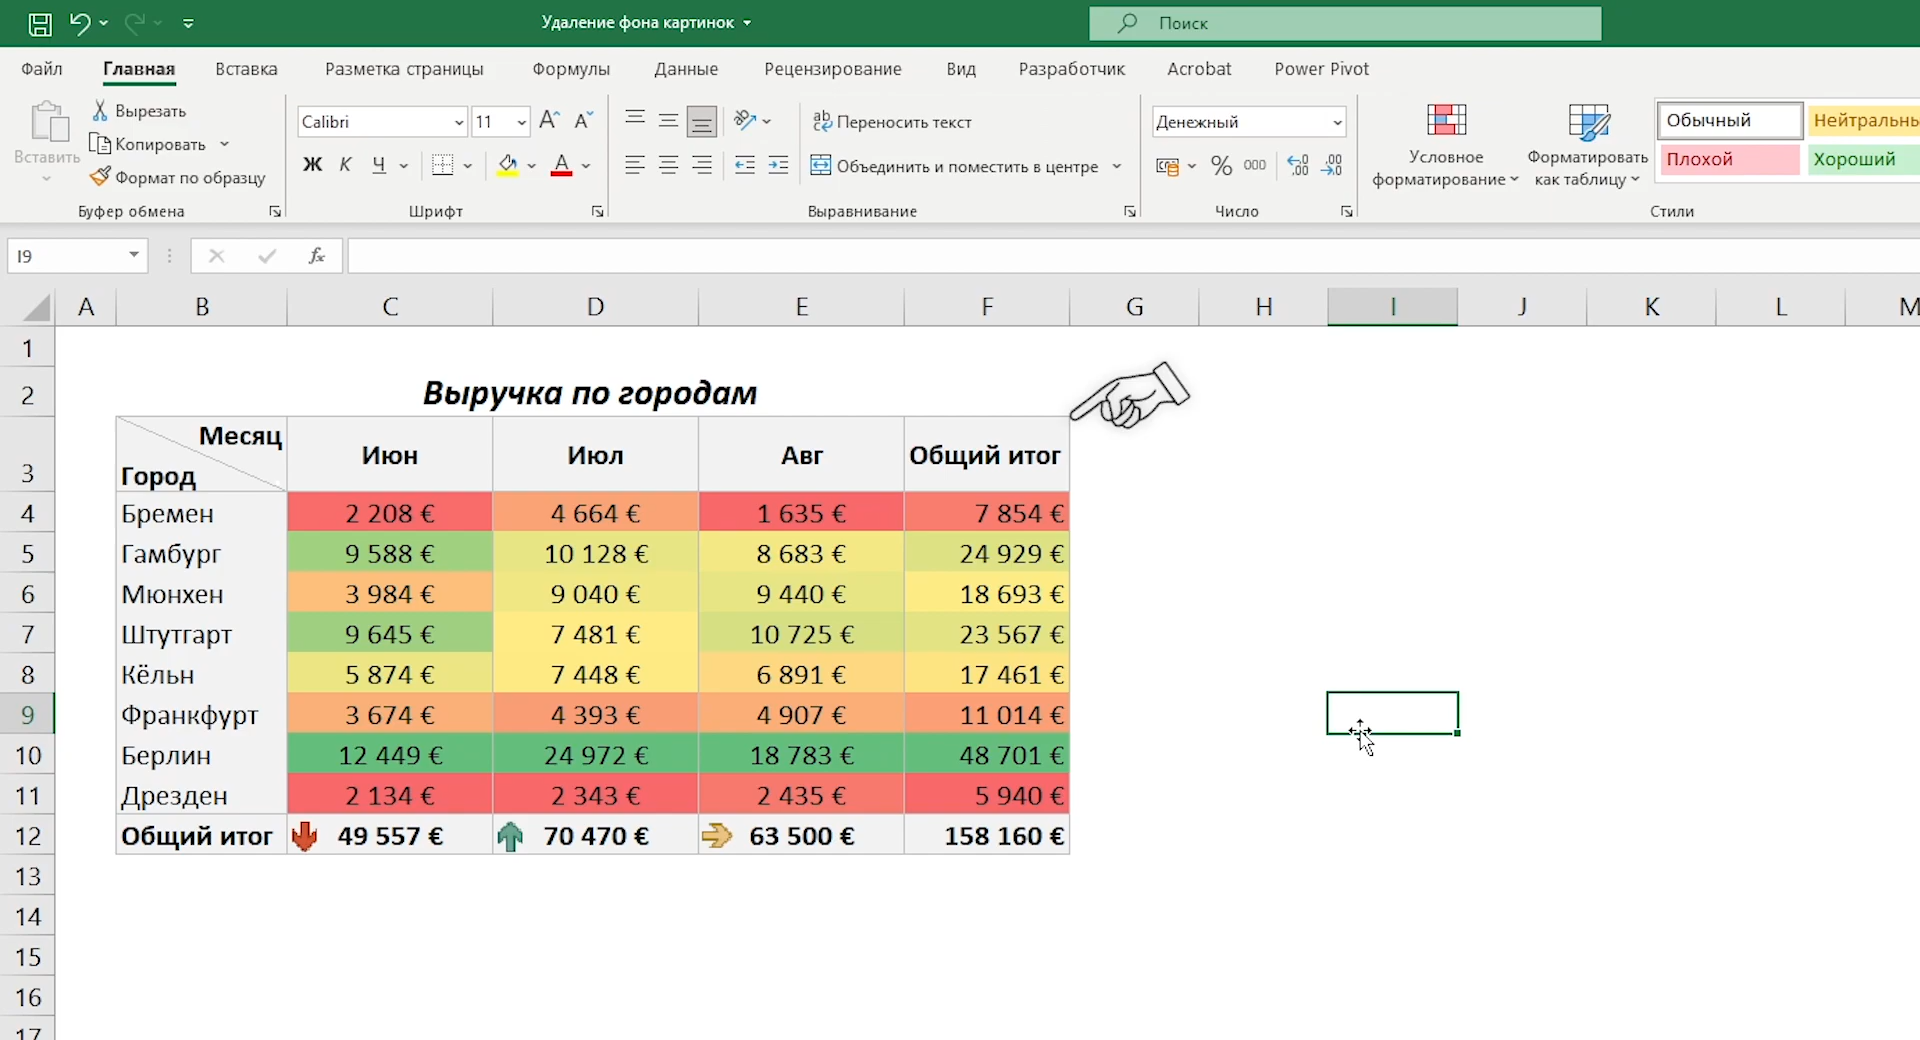 Удаление фона картинок
Поиск
Файл Главная Вставка Разметка страницы Формулы Данные Рецензирование Вид Разработчик Acrobat Power Pivot
Вставить
Вырезать
Копировать
Формат по образцу
Буфер обмена
Calibri 11
Ж К Ч А
Шрифт
Переносить текст
Объединить и поместить в центре
Выравнивание
Денежный
% 000
Число
Условное форматирование
Форматировать как таблицу
Обычный Нейтральны
Плохой Хороший
Стили
I9 fx
A B C D E F G H I J K L M
1
2 Выручка по городам
3 Месяц Город Июн Июл Авг Общий итог
4 Бремен 2 208 € 4 664 € 1 635 € 7 854 €
5 Гамбург 9 588 € 10 128 € 8 683 € 24 929 €
6 Мюнхен 3 984 € 9 040 € 9 440 € 18 693 €
7 Штутгарт 9 645 € 7 481 € 10 725 € 23 567 €
8 Кёльн 5 874 € 7 448 € 6 891 € 17 461 €
9 Франкфурт 3 674 € 4 393 € 4 907 € 11 014 €
10 Берлин 12 449 € 24 972 € 18 783 € 48 701 €
11 Дрезден 2 134 € 2 343 € 2 435 € 5 940 €
12 Общий итог 49 557 € 70 470 € 63 500 € 158 160 €
13
14
15
16
17